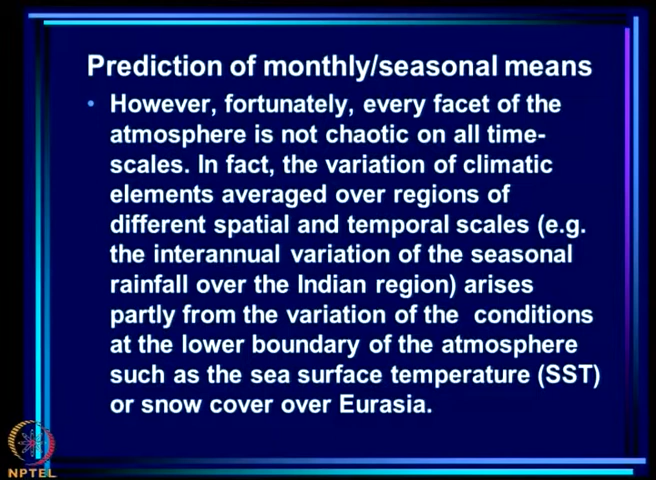 Prediction of monthly/seasonal means
• However, fortunately, every facet of the
atmosphere is not chaotic on all time-
scales. In fact, the variation of climatic
elements averaged over regions of
different spatial and temporal scales (e.g.
the interannual variation of the seasonal
rainfall over the Indian region) arises
partly from the variation of the conditions
at the lower boundary of the atmosphere
such as the sea surface temperature (SST)
or snow cover over Eurasia.
NPTEL